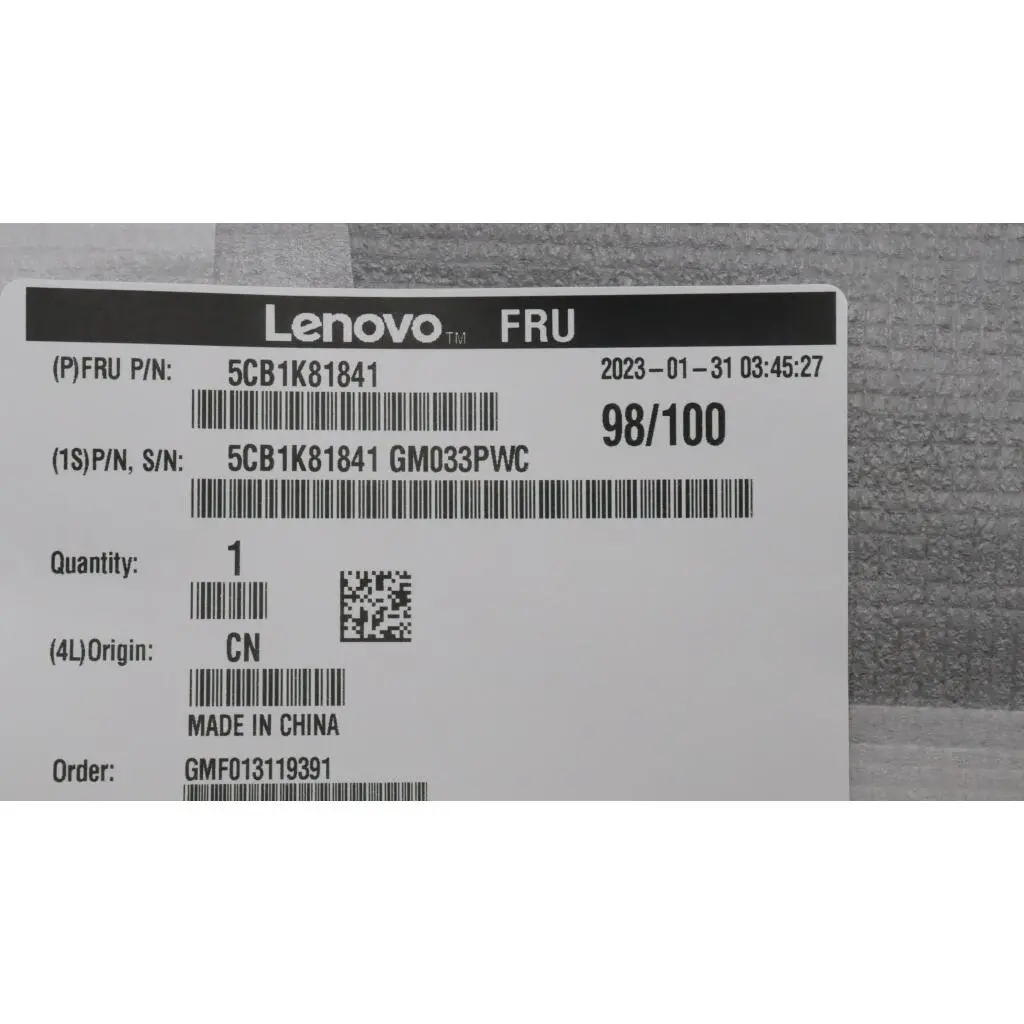 Lenovo™ FRU
(P)FRU P/N: 5CB1K81841
2023-01-31 03:45:27
98/100
(1S)P/N, S/N: 5CB1K81841 GM033PWC
Quantity: 1
(4L)Origin: CN
MADE IN CHINA
Order: GMF013119391